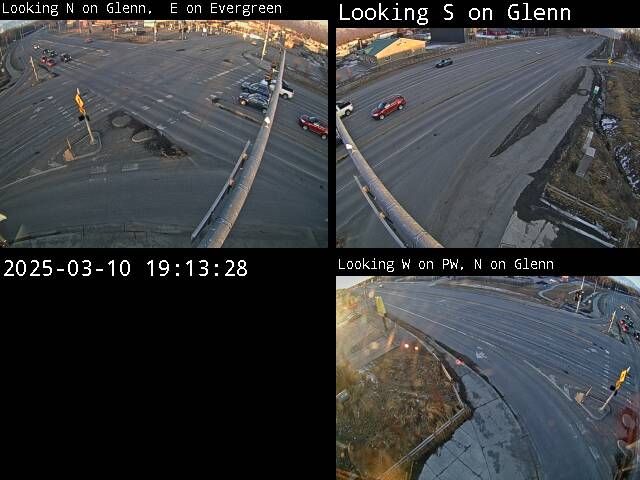 Looking N on Glenn,  E on Evergreen
Looking S on Glenn
2025-03-10 19:13:28
Looking W on PW, N on Glenn